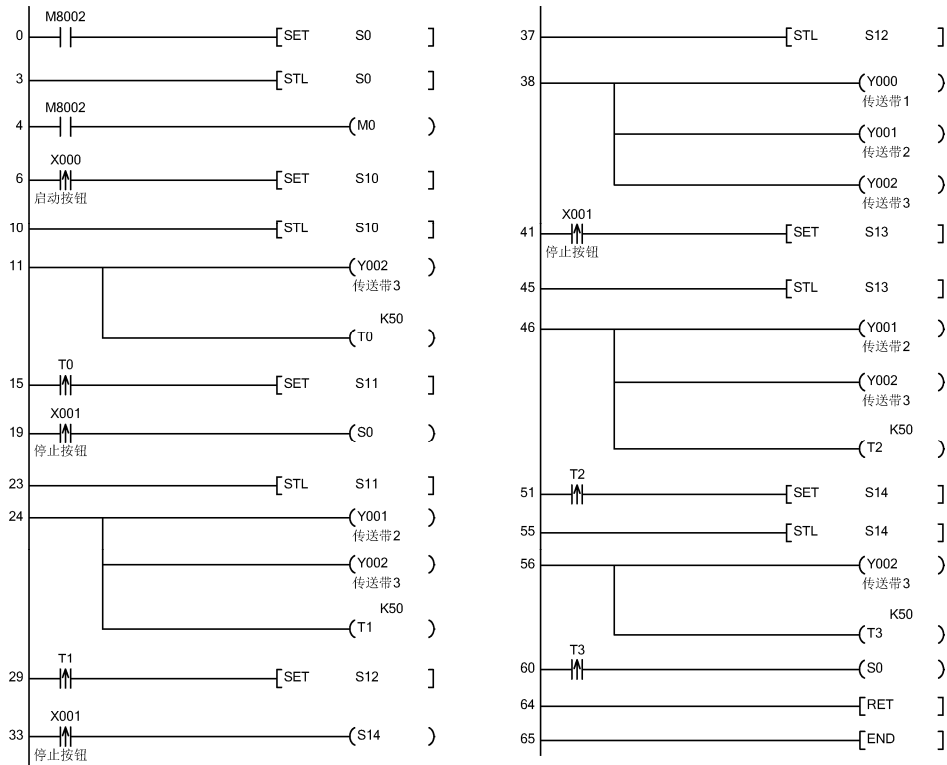 M8002
0 SET S0
3 STL S0
M8002
4 M0
X000
6 SET S10
启动按钮
10 STL S10
11 Y002
传送带3
K50
T0
T0
15 SET S11
X001
19 S0
停止按钮
23 STL S11
24 Y001
传送带2
Y002
传送带3
K50
T1
T1
29 SET S12
X001
33 S14
停止按钮
37 STL S12
38 Y000
传送带1
Y001
传送带2
Y002
传送带3
X001
41 SET S13
停止按钮
45 STL S13
46 Y001
传送带2
Y002
传送带3
K50
T2
T2
51 SET S14
55 STL S14
56 Y002
传送带3
K50
T3
T3
60 S0
64 RET
65 END